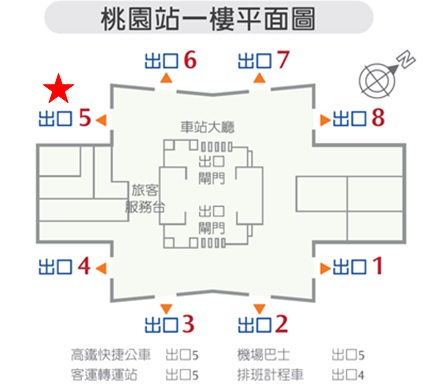 桃園站一樓平面圖
出口 6
出口 7
N
出口 5
出口 8
車站大廳
出口
閘門
旅客
服務台
出口
閘門
出口 4
出口 1
出口 3
出口 2
高鐵快捷公車 出口5 機場巴士 出口5
客運轉運站 出口5 排班計程車 出口4